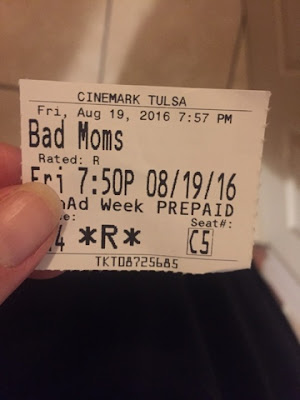 CINEMARK TULSA
Fri, Aug 19, 2016 7:57 PM
Bad Moms
Rated: R
Fri 7:50P 08/19/16
Week PREPAID
Seat#:
4 *R* C5
TKT08725685